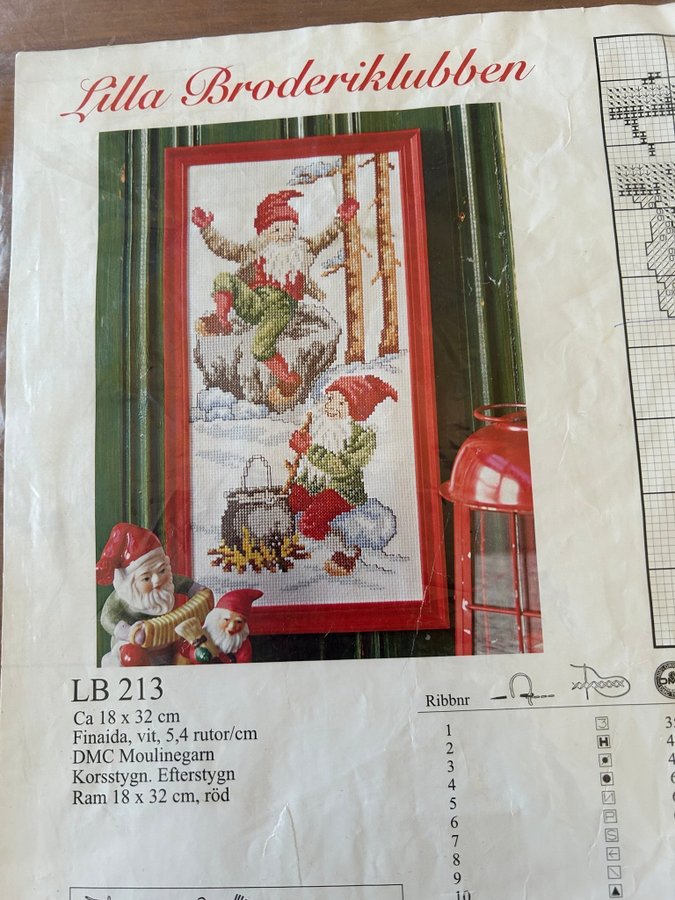 Lilla Broderiklubben
LB 213
Ca 18 x 32 cm
Finaida, vit, 5,4 rutor/cm
DMC Moulinegarn
Korsstygn. Efterstygn
Ram 18 x 32 cm, röd
Ribbnr
1
2
3
4
5
6
7
8
9
10